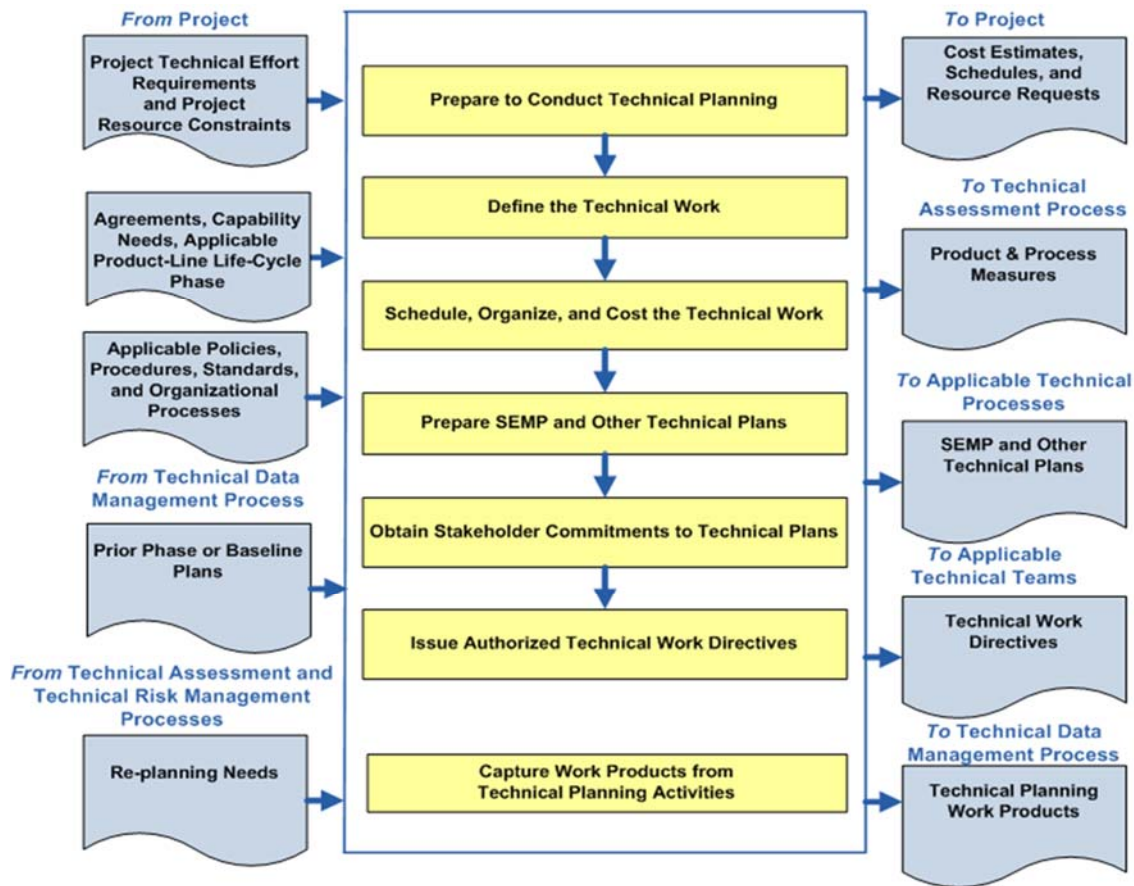 From Project
Project Technical Effort
Requirements
and Project
Resource Constraints
Agreements, Capability
Needs, Applicable
Product-Line Life-Cycle
Phase
Applicable Policies,
Procedures, Standards,
and Organizational
Processes
From Technical Data
Management Process
Prior Phase or Baseline
Plans
From Technical Assessment and
Technical Risk Management
Processes
Re-planning Needs
Prepare to Conduct Technical Planning
Define the Technical Work
Schedule, Organize, and Cost the Technical Work
Prepare SEMP and Other Technical Plans
Obtain Stakeholder Commitments to Technical Plans
Issue Authorized Technical Work Directives
Capture Work Products from
Technical Planning Activities
To Project
Cost Estimates,
Schedules, and
Resource Requests
To Technical
Assessment Process
Product & Process
Measures
To Applicable Technical
Processes
SEMP and Other
Technical Plans
To Applicable
Technical Teams
Technical Work
Directives
To Technical Data
Management Process
Technical Planning
Work Products